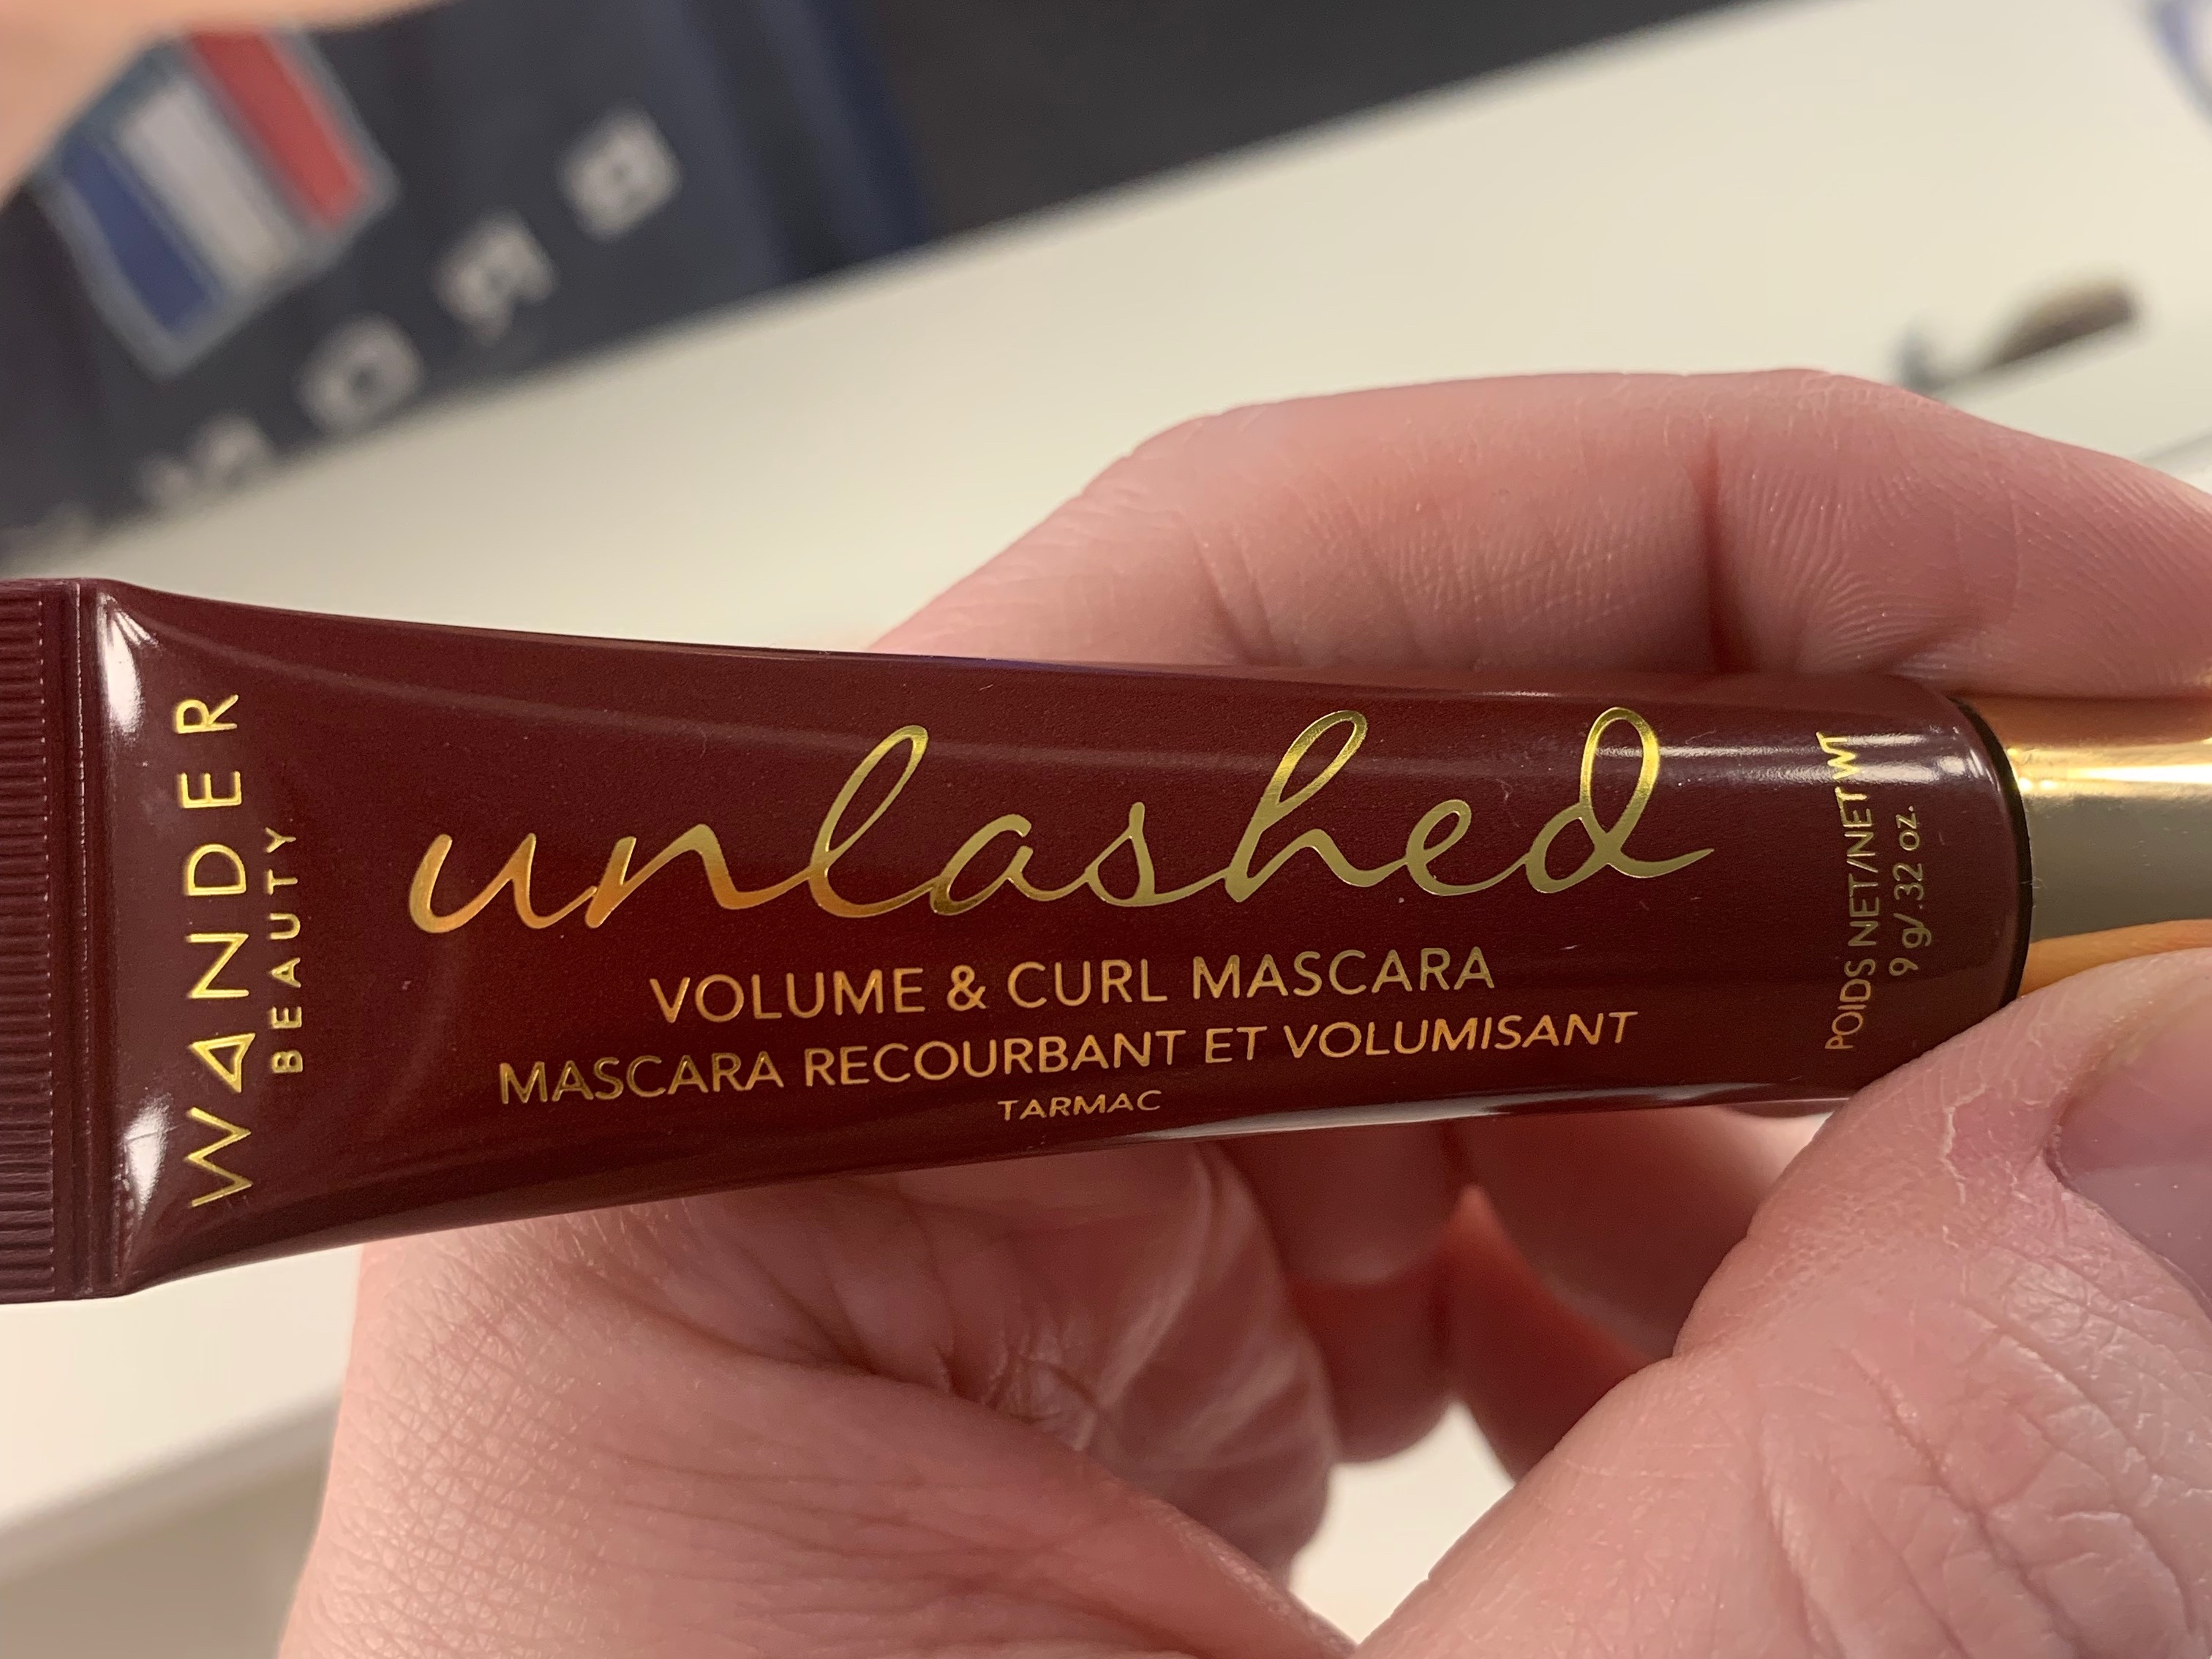 WANDER
BEAUTY
unlashed
VOLUME & CURL MASCARA
MASCARA RECOURBANT ET VOLUMISANT
TARMAC
POIDS NET/NET WT
9 g/.32 oz.